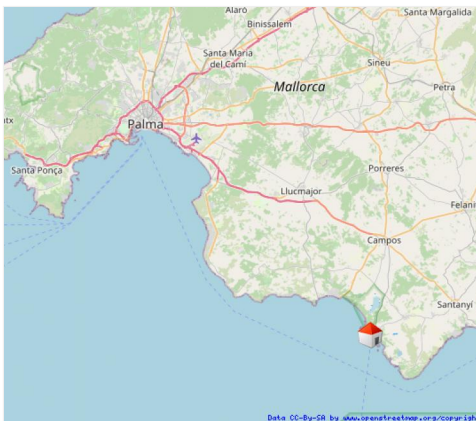 Alaró
Binissalem
Santa Margalida
Santa Maria
del Camí
Sineu
Mallorca
Petra
Palma
Santa Ponça
Porreres
Llucmajor
Felani
Campos
Santanyí
Data CC-By-SA by www.openstreetmap.org/copyrigh